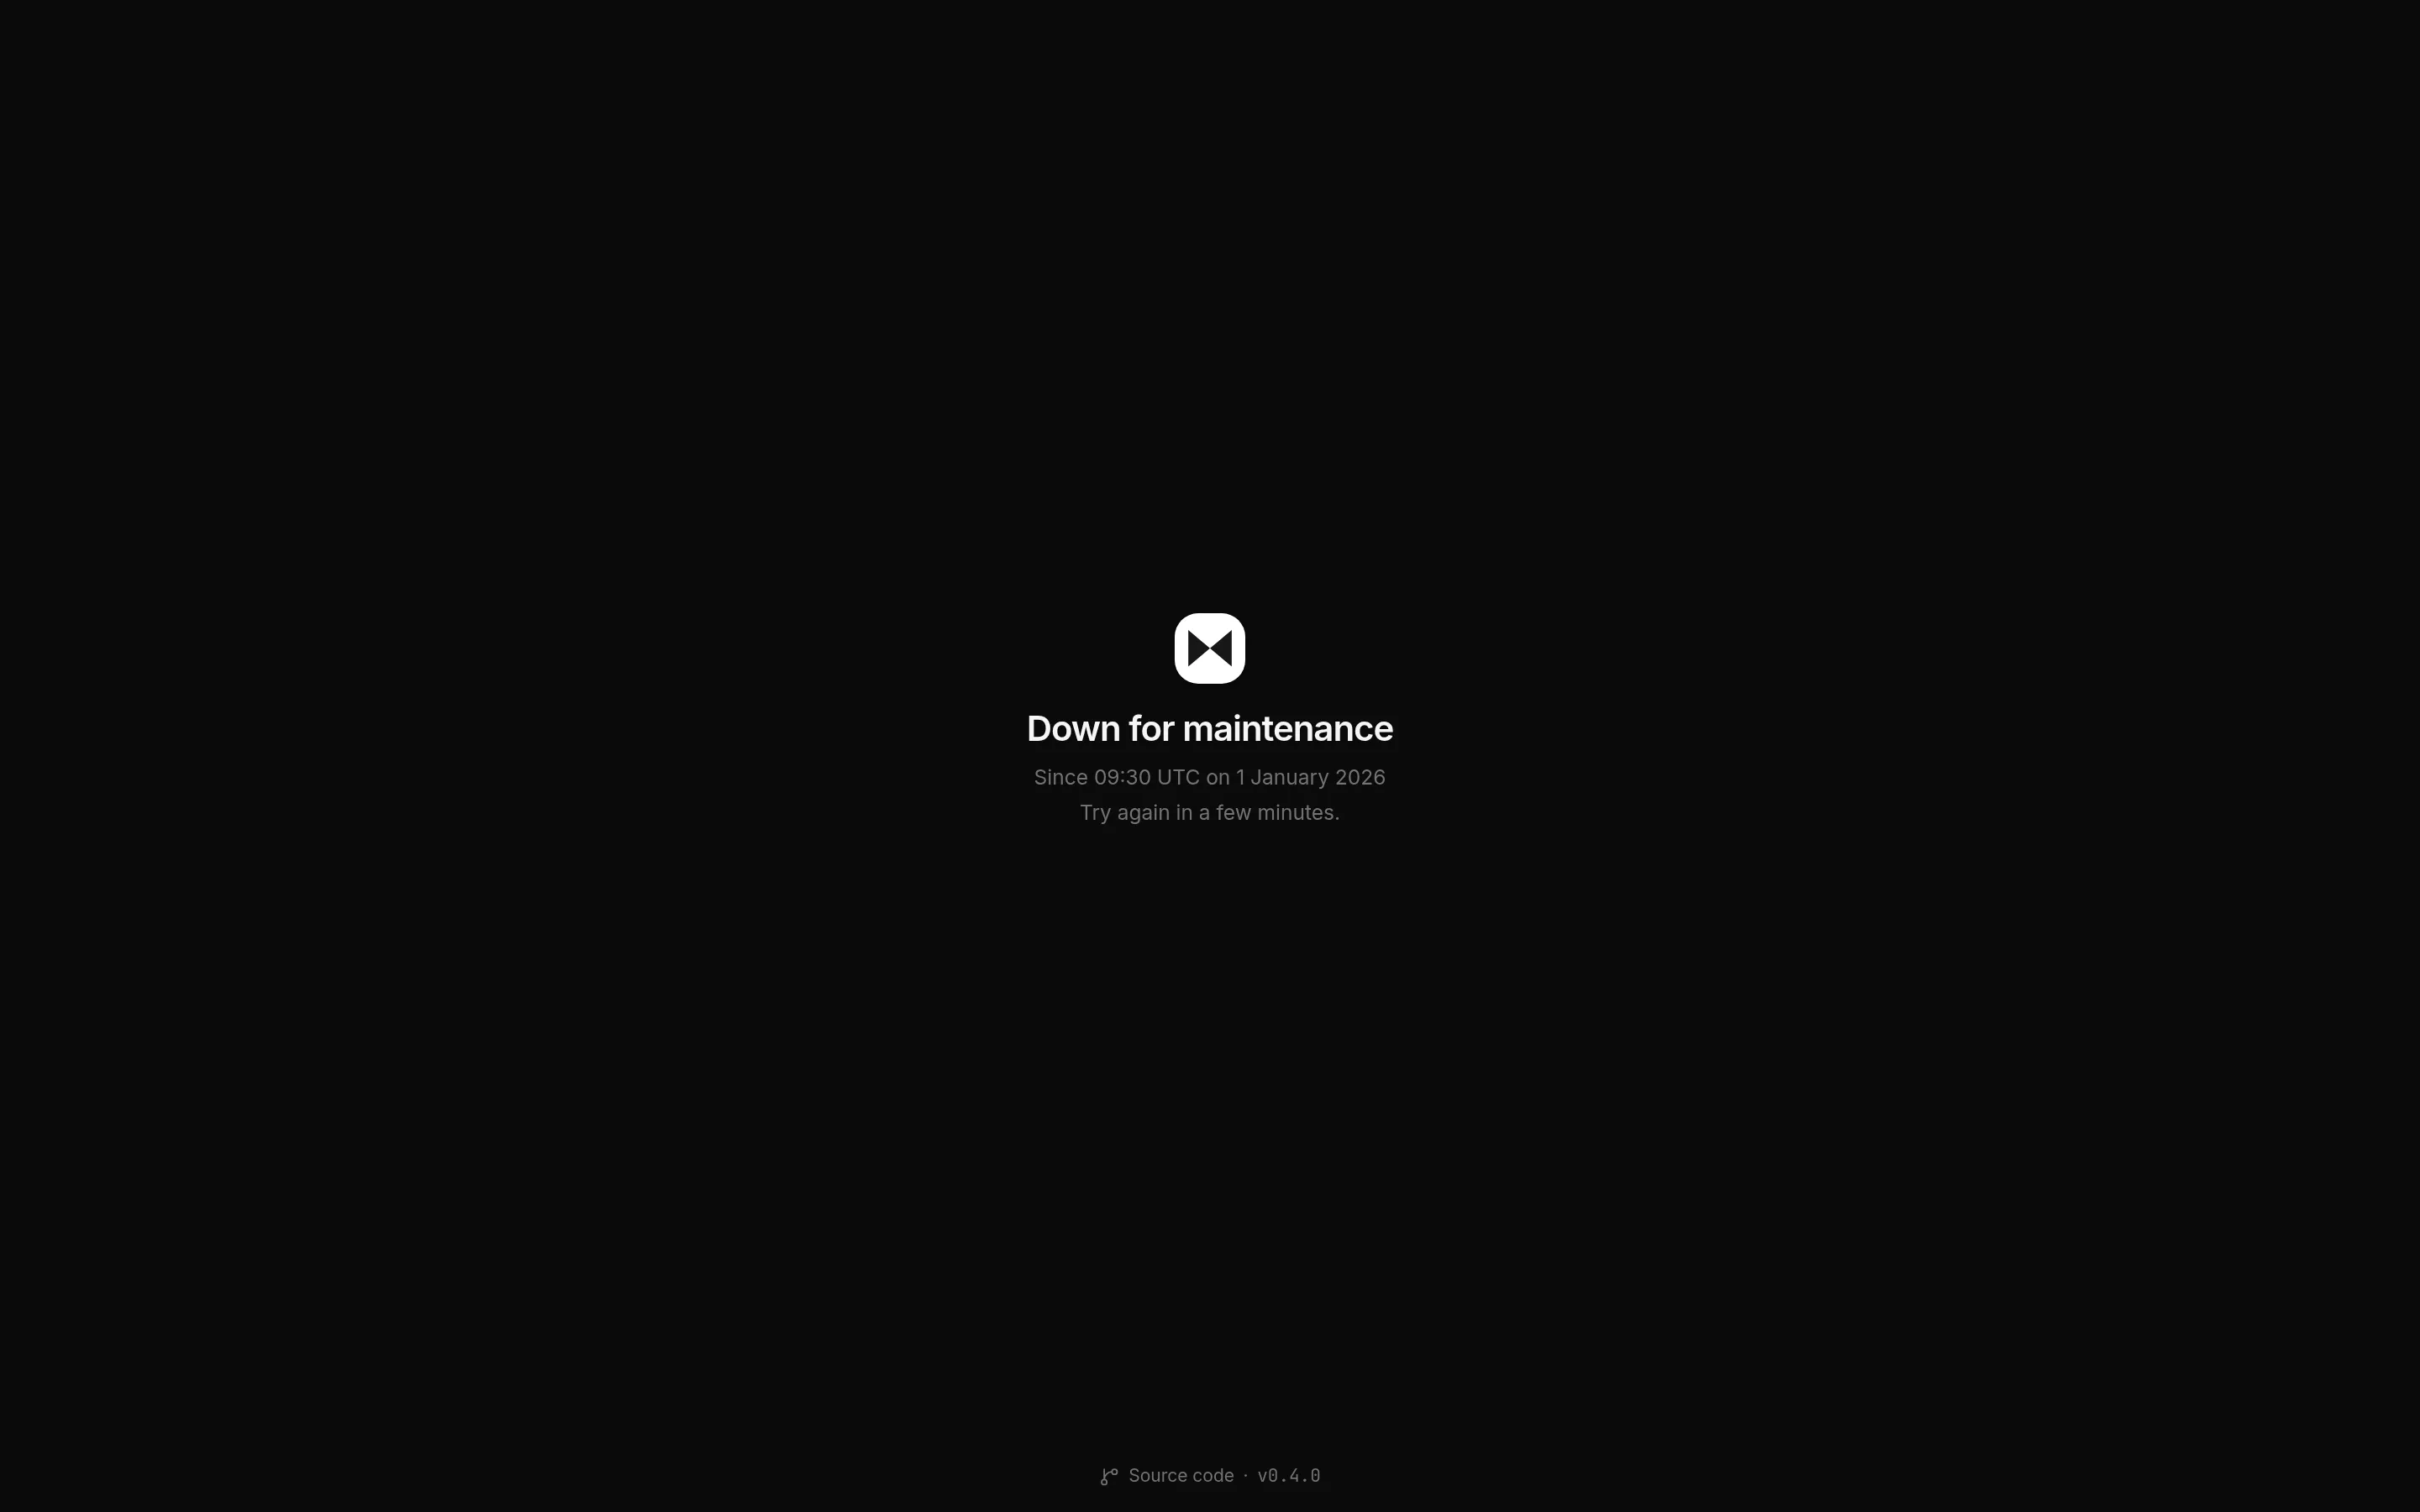 Down for maintenance
Since 09:30 UTC on 1 January 2026
Try again in a few minutes.
Source code · v0.4.0